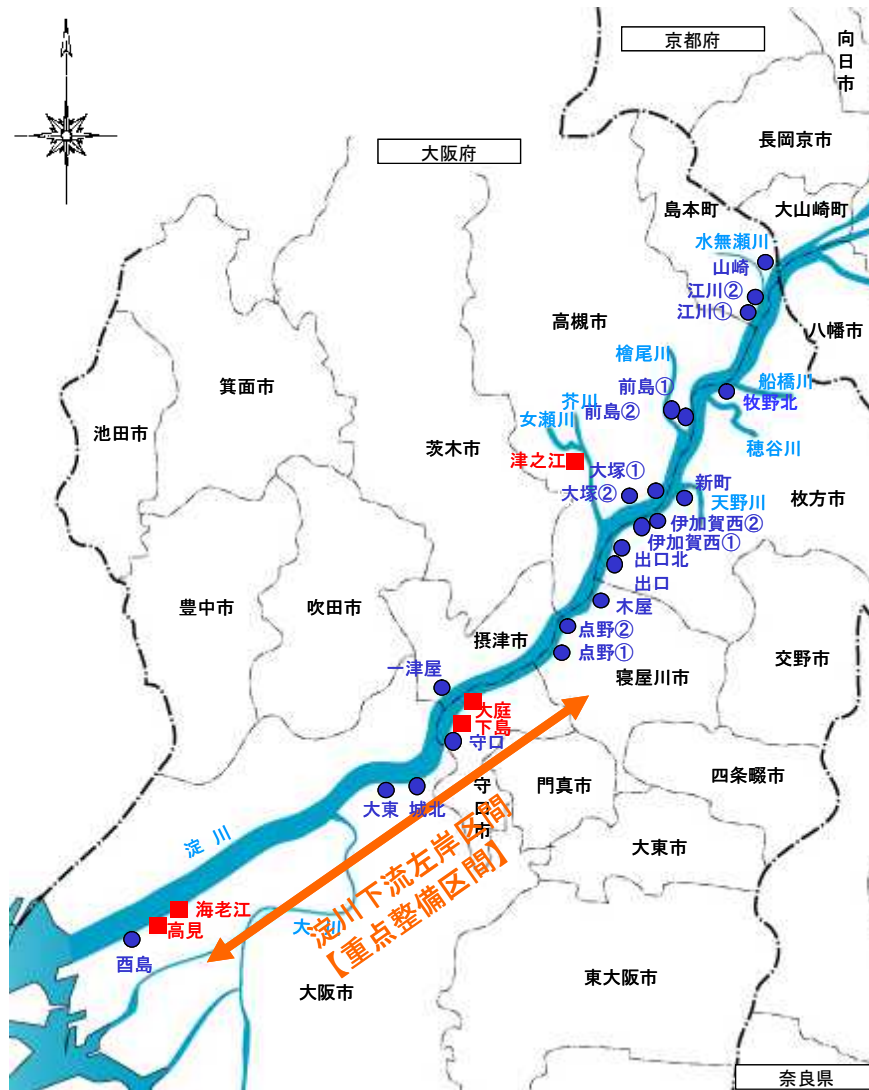 京都府
向日市
大阪府
長岡京市
島本町
大山崎町
水無瀬川
山崎
江川②
江川①
高槻市
八幡市
檜尾川
船橋川
前島①
牧野北
芥川
前島②
女瀬川
箕面市
池田市
茨木市
穂谷川
津之江
大塚①
新町
大塚②
天野川
枚方市
伊加賀西②
伊加賀西①
出口北
出口
豊中市
吹田市
木屋
摂津市
点野②
点野①
交野市
一津屋
寝屋川市
大庭
下島
守口
門真市
四条畷市
守口市
大東
城北
淀川
大東市
淀川下流左岸区間
【重点整備区間】
海老江
高見
大川
酉島
大阪市
東大阪市
奈良県